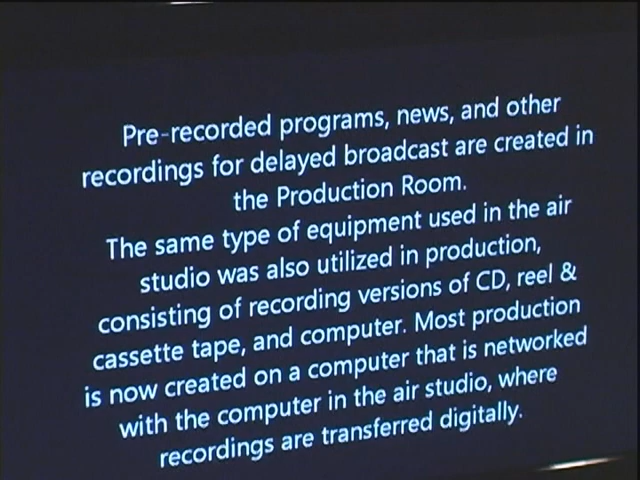 Pre-recorded programs, news, and other
recordings for delayed broadcast are created in
the Production Room.
The same type of equipment used in the air
studio was also utilized in production,
consisting of recording versions of CD, reel &
cassette tape, and computer. Most production
is now created on a computer that is networked
with the computer in the air studio, where
recordings are transferred digitally.